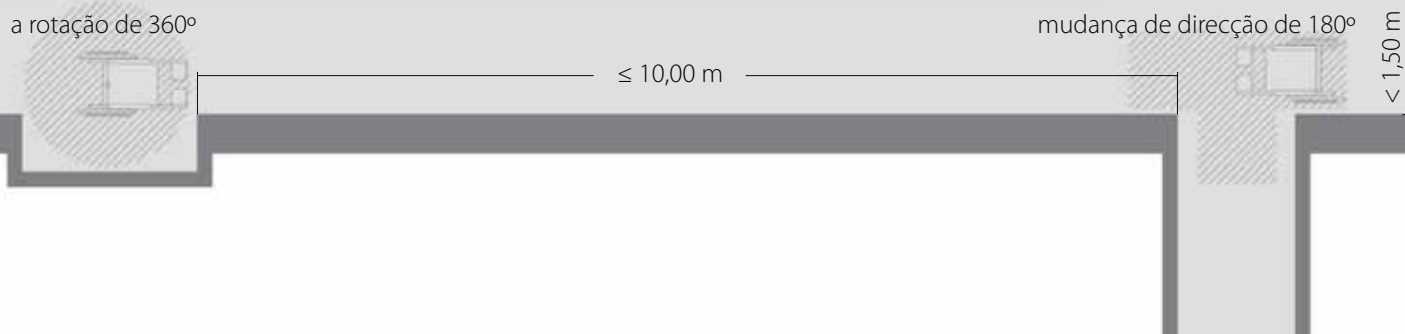 a rotação de 360º
mudança de direcção de 180º
≤ 10,00 m
< 1,50 m